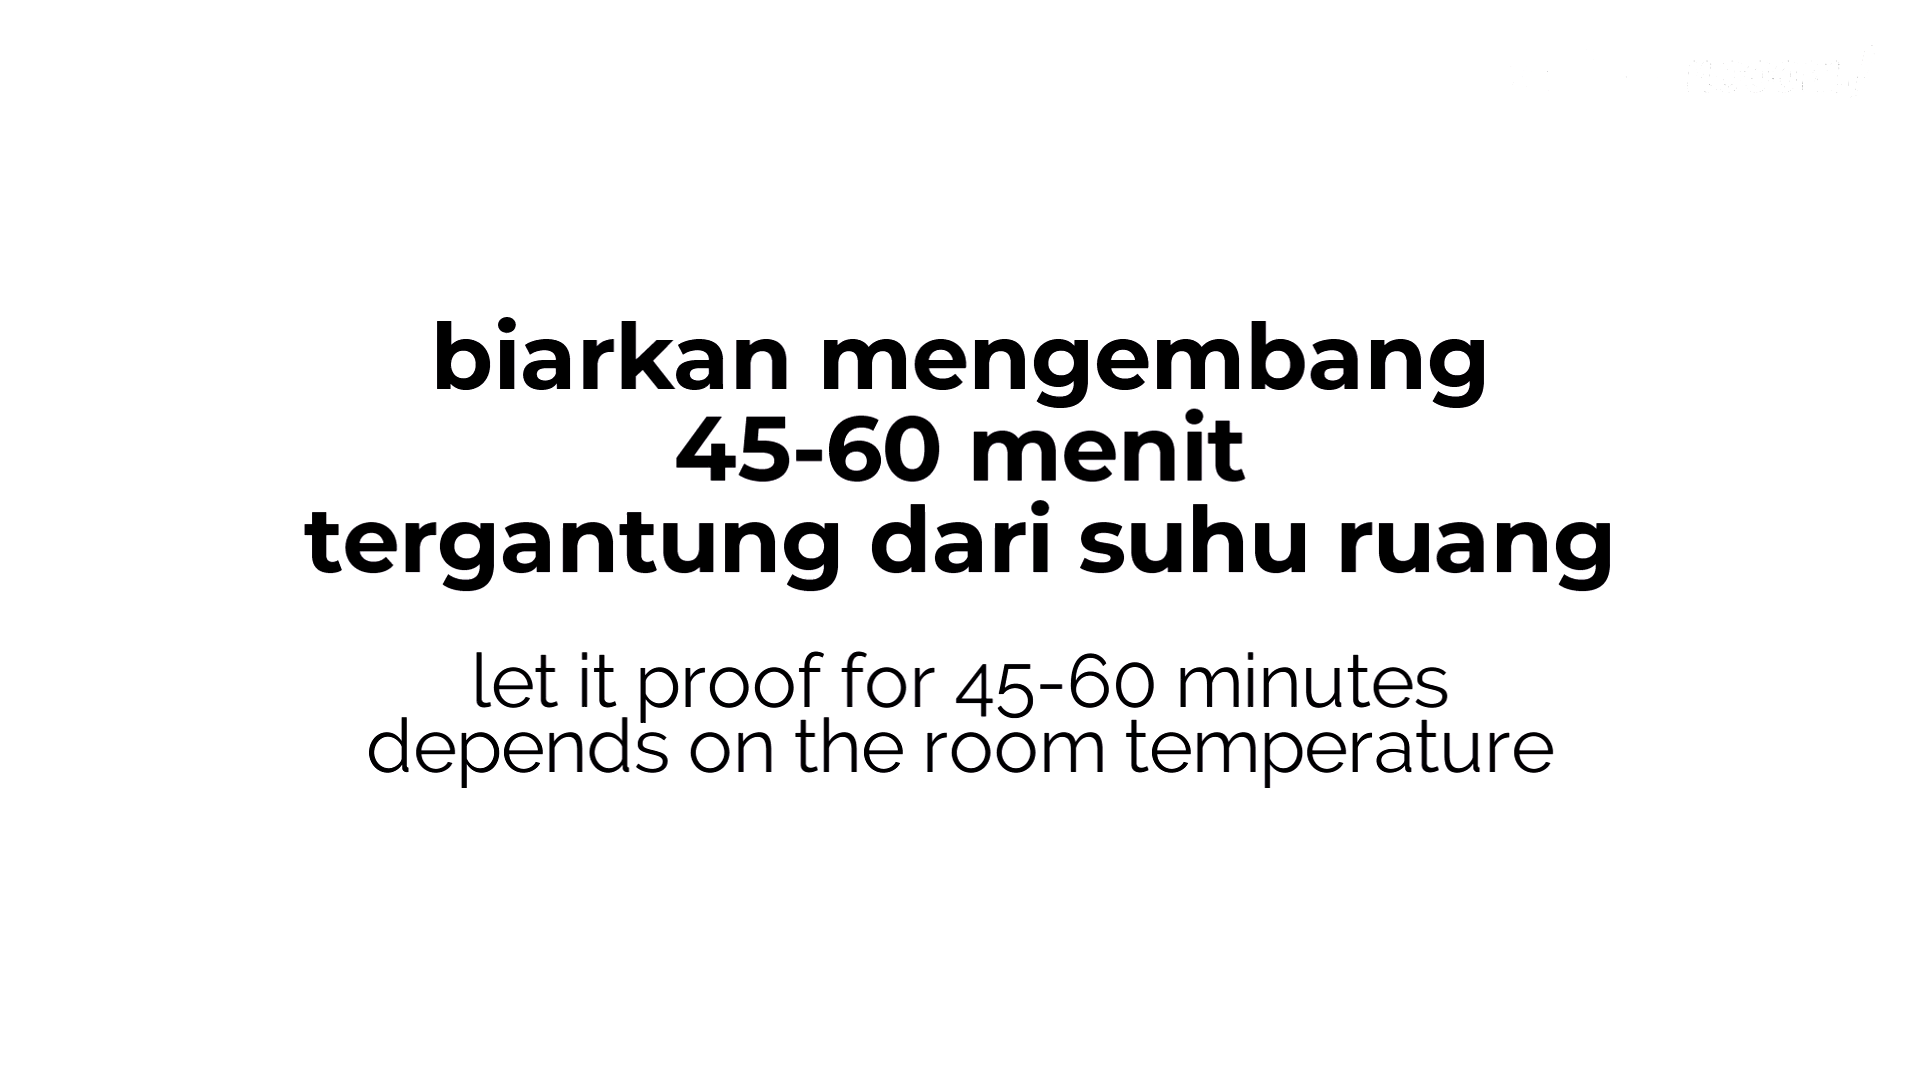 biarkan mengembang
45-60 menit
tergantung dari suhu ruang
let it proof for 45-60 minutes
depends on the room temperature